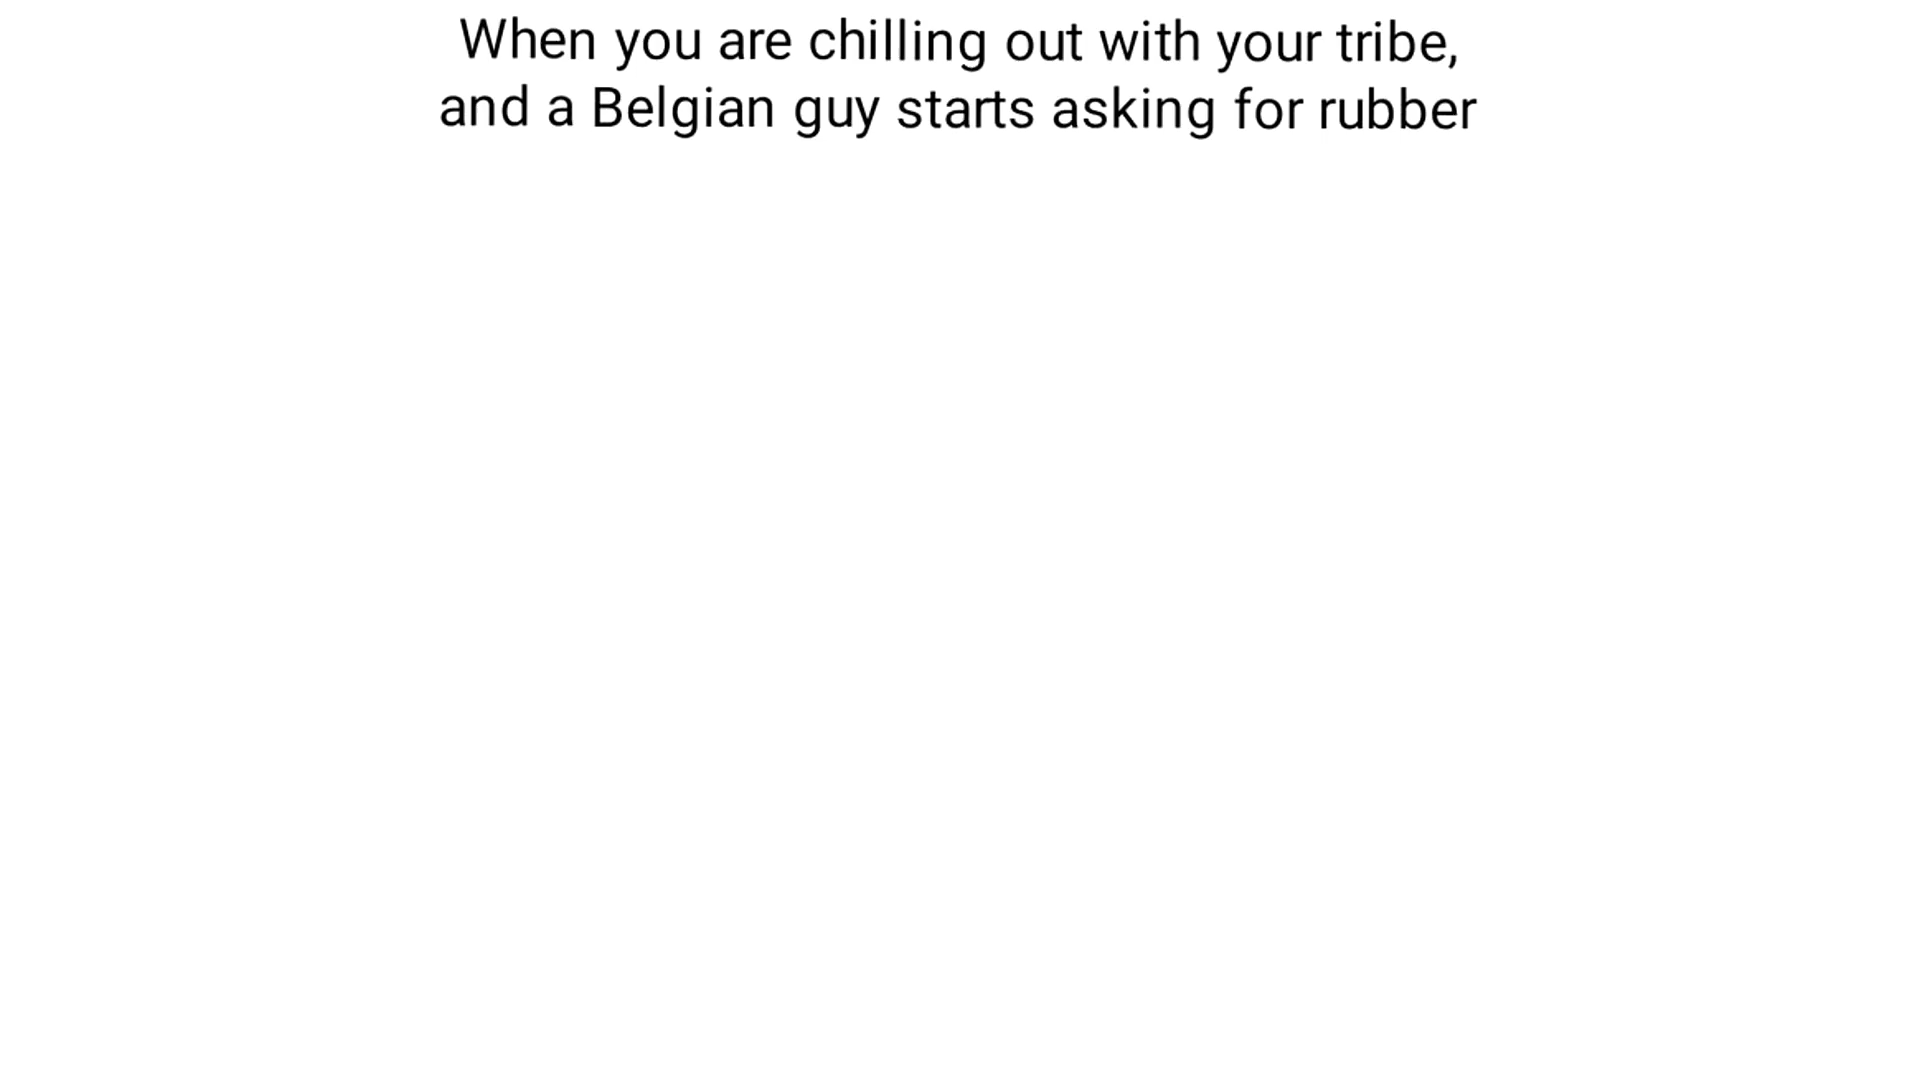 When you are chilling out with your tribe,
and a Belgian guy starts asking for rubber